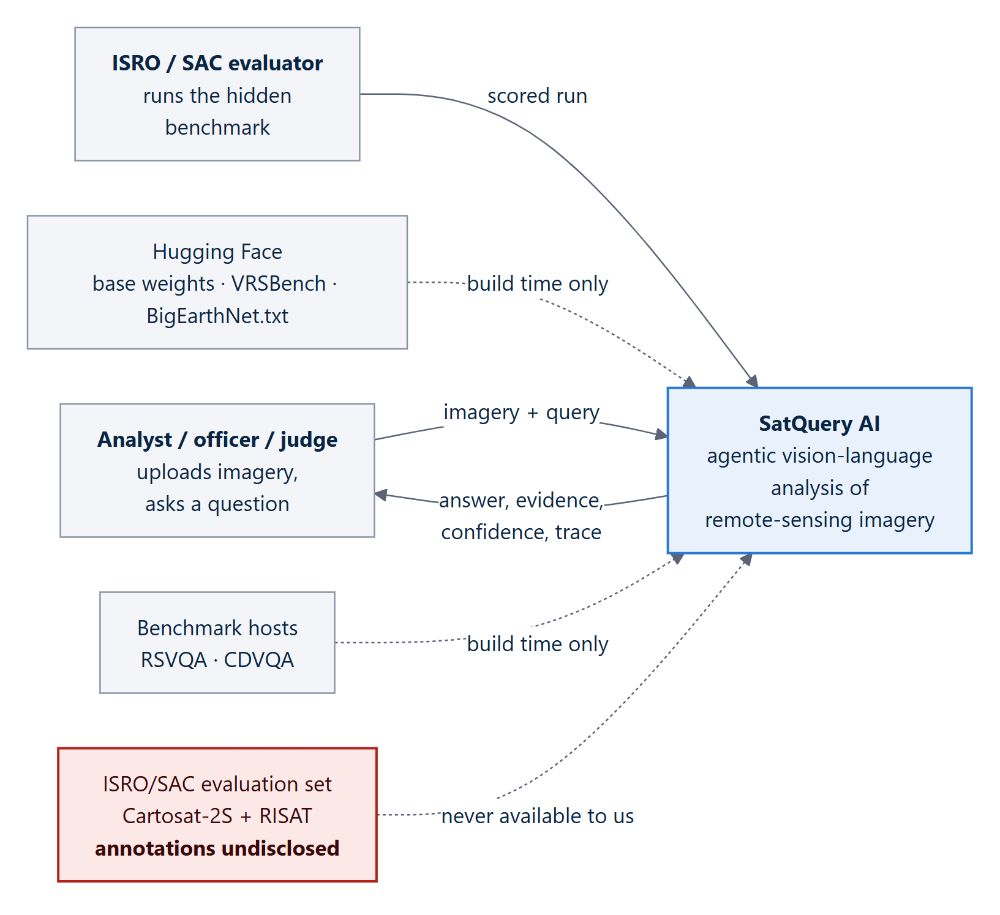 ISRO / SAC evaluator
runs the hidden
benchmark
scored run
Hugging Face
base weights · VRSBench ·
BigEarthNet.txt
build time only
Analyst / officer / judge
uploads imagery,
asks a question
imagery + query
answer, evidence,
confidence, trace
SatQuery AI
agentic vision-language
analysis of
remote-sensing imagery
Benchmark hosts
RSVQA · CDVQA
build time only
ISRO/SAC evaluation set
Cartosat-2S + RISAT
annotations undisclosed
never available to us